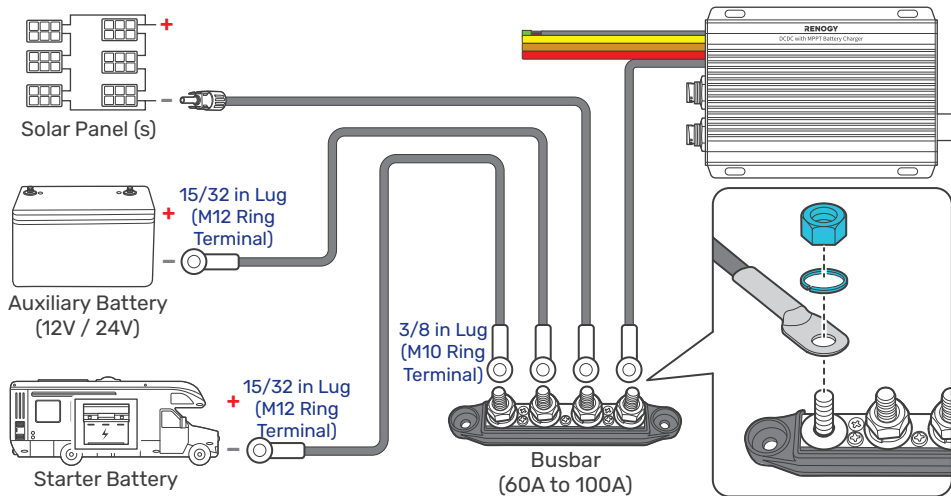 RENOGY
DCDC with MPPT Battery Charger
+
–
Solar Panel (s)
+
–
15/32 in Lug
(M12 Ring
Terminal)
Auxiliary Battery
(12V / 24V)
3/8 in Lug
(M10 Ring
Terminal)
+
–
15/32 in Lug
(M12 Ring
Terminal)
Starter Battery
Busbar
(60A to 100A)